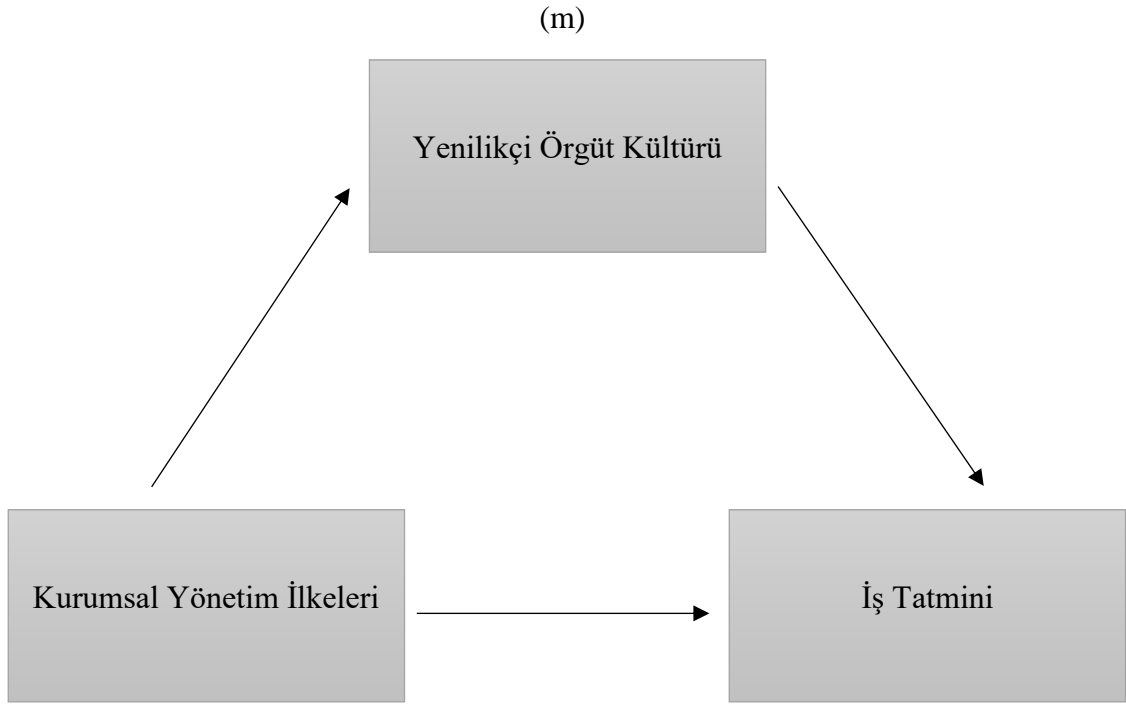 (m)
Yenilikçi Örgüt Kültürü
Kurumsal Yönetim İlkeleri
İş Tatmini